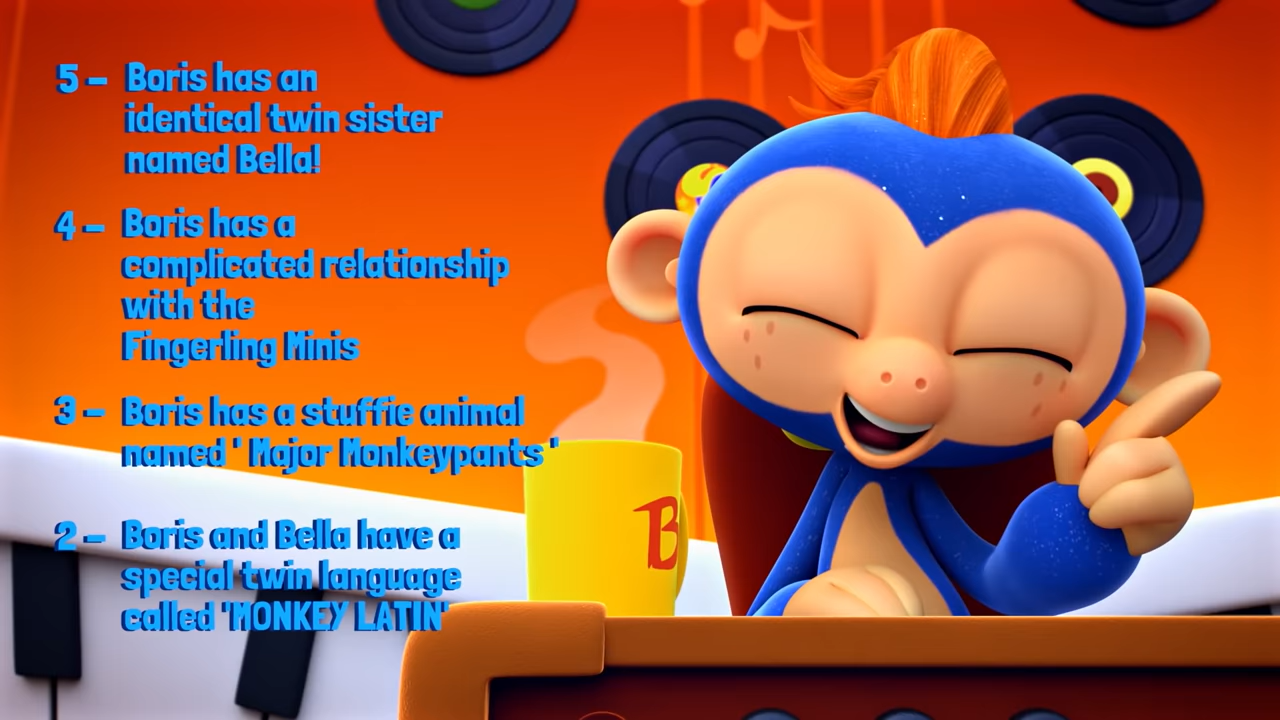 5 - Boris has an
identical twin sister
named Bella!
4 - Boris has a
complicated relationship
with the
Fingerling Minis
3 - Boris has a stuffie animal
named ' Major Monkeypants '
2 - Boris and Bella have a
special twin language
called 'MONKEY LATIN'
B